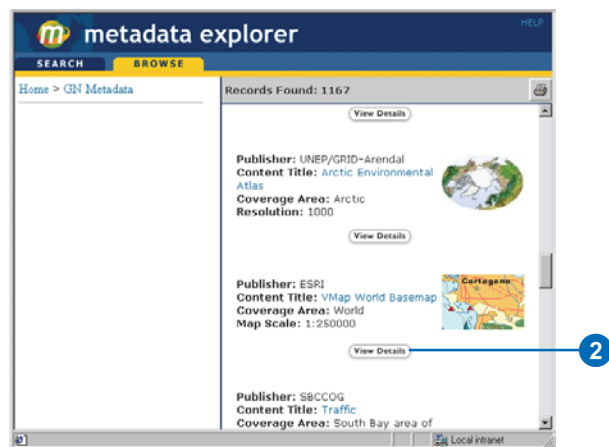 m metadata explorer
HELP
SEARCH BROWSE
Home > GN Metadata
Records Found: 1167
View Details
Publisher: UNEP/GRID-Arendal
Content Title: Arctic Environmental
Atlas
Coverage Area: Arctic
Resolution: 1000
View Details
Publisher: ESRI
Content Title: VMap World Basemap
Coverage Area: World
Map Scale: 1:250000
Cartagena
View Details
2
Publisher: SBCCOG
Content Title: Traffic
Coverage Area: South Bay area of
Local intranet